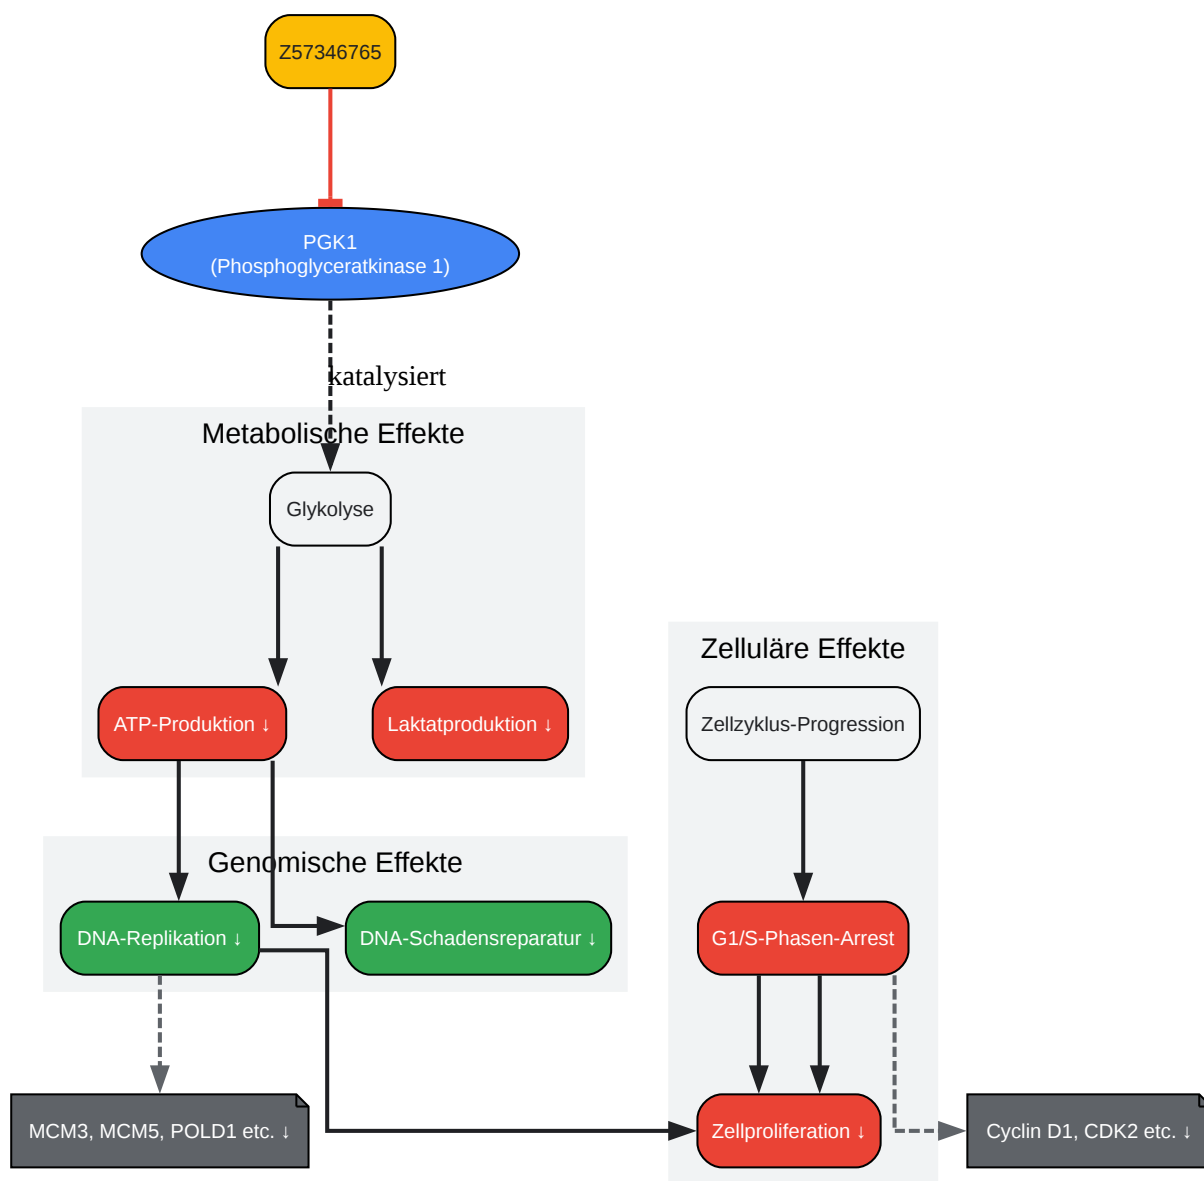 Z57346765
PGK1
(Phosphoglyceratkinase 1)
katalysiert
Metabolische Effekte
Glykolyse
Zelluläre Effekte
ATP-Produktion ↓
Laktatproduktion ↓
Zellzyklus-Progression
Genomische Effekte
DNA-Replikation ↓
DNA-Schadensreparatur ↓
G1/S-Phasen-Arrest
MCM3, MCM5, POLD1 etc. ↓
Zellproliferation ↓
Cyclin D1, CDK2 etc. ↓